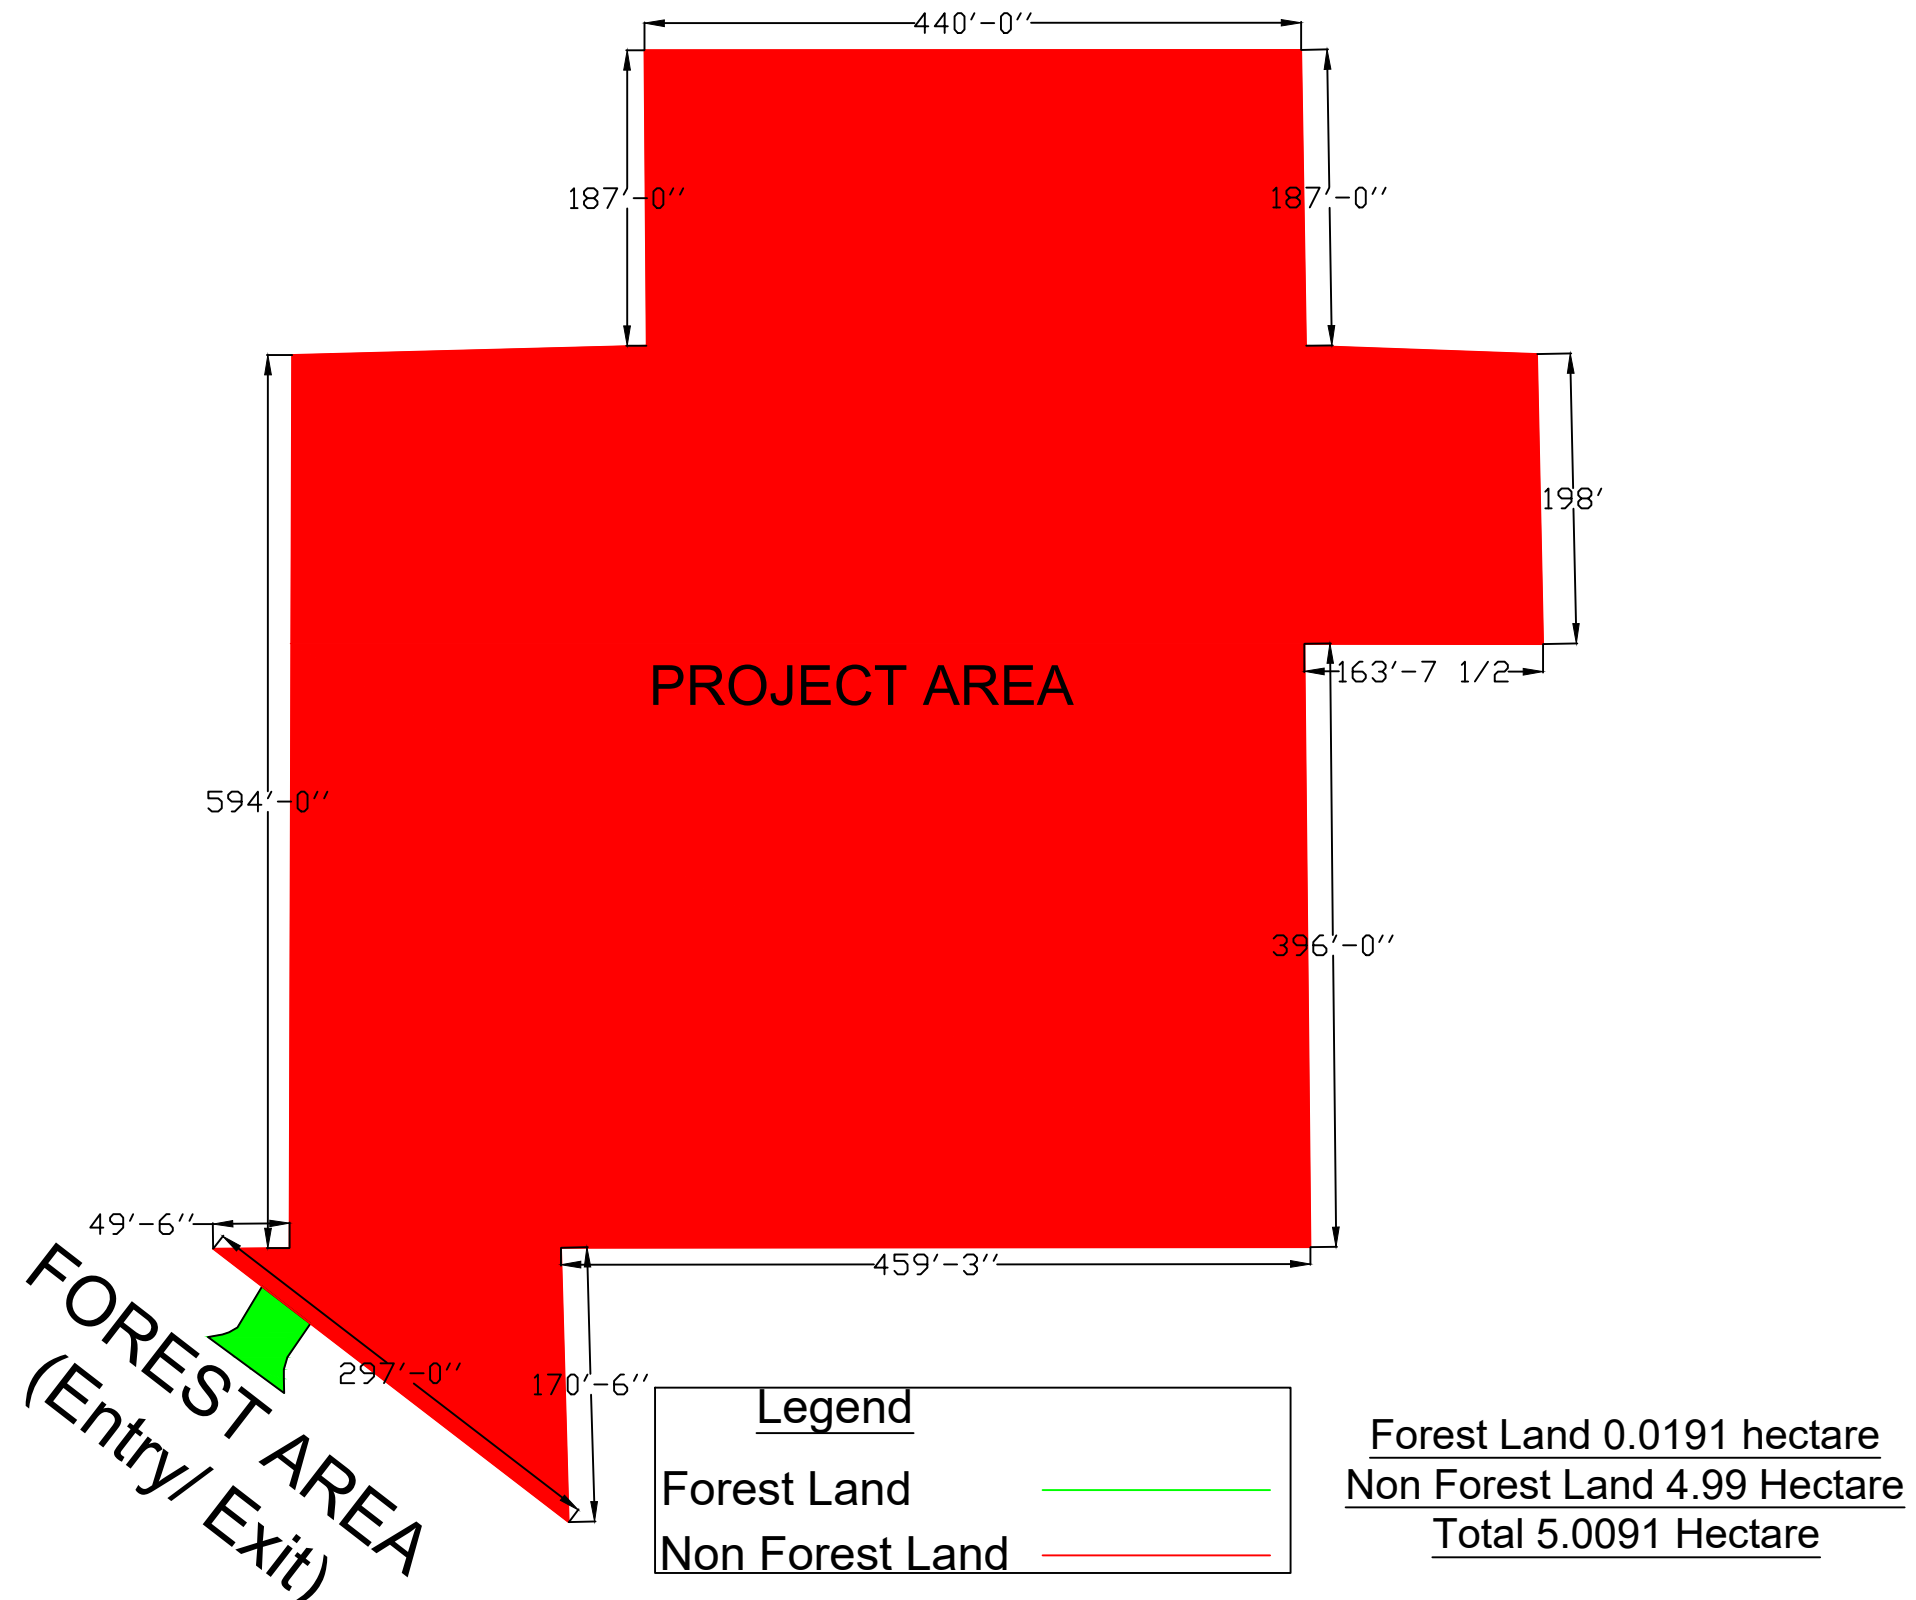 440'-0''
187'-0''
187'-0''
198'
PROJECT AREA
163'-7 1/2
594'-0''
396'-0''
49'-6''
459'-3''
297'-0''
170'-6''
FOREST AREA
(Entry/ Exit)
Legend
Forest Land
Non Forest Land
Forest Land 0.0191 hectare
Non Forest Land 4.99 Hectare
Total 5.0091 Hectare